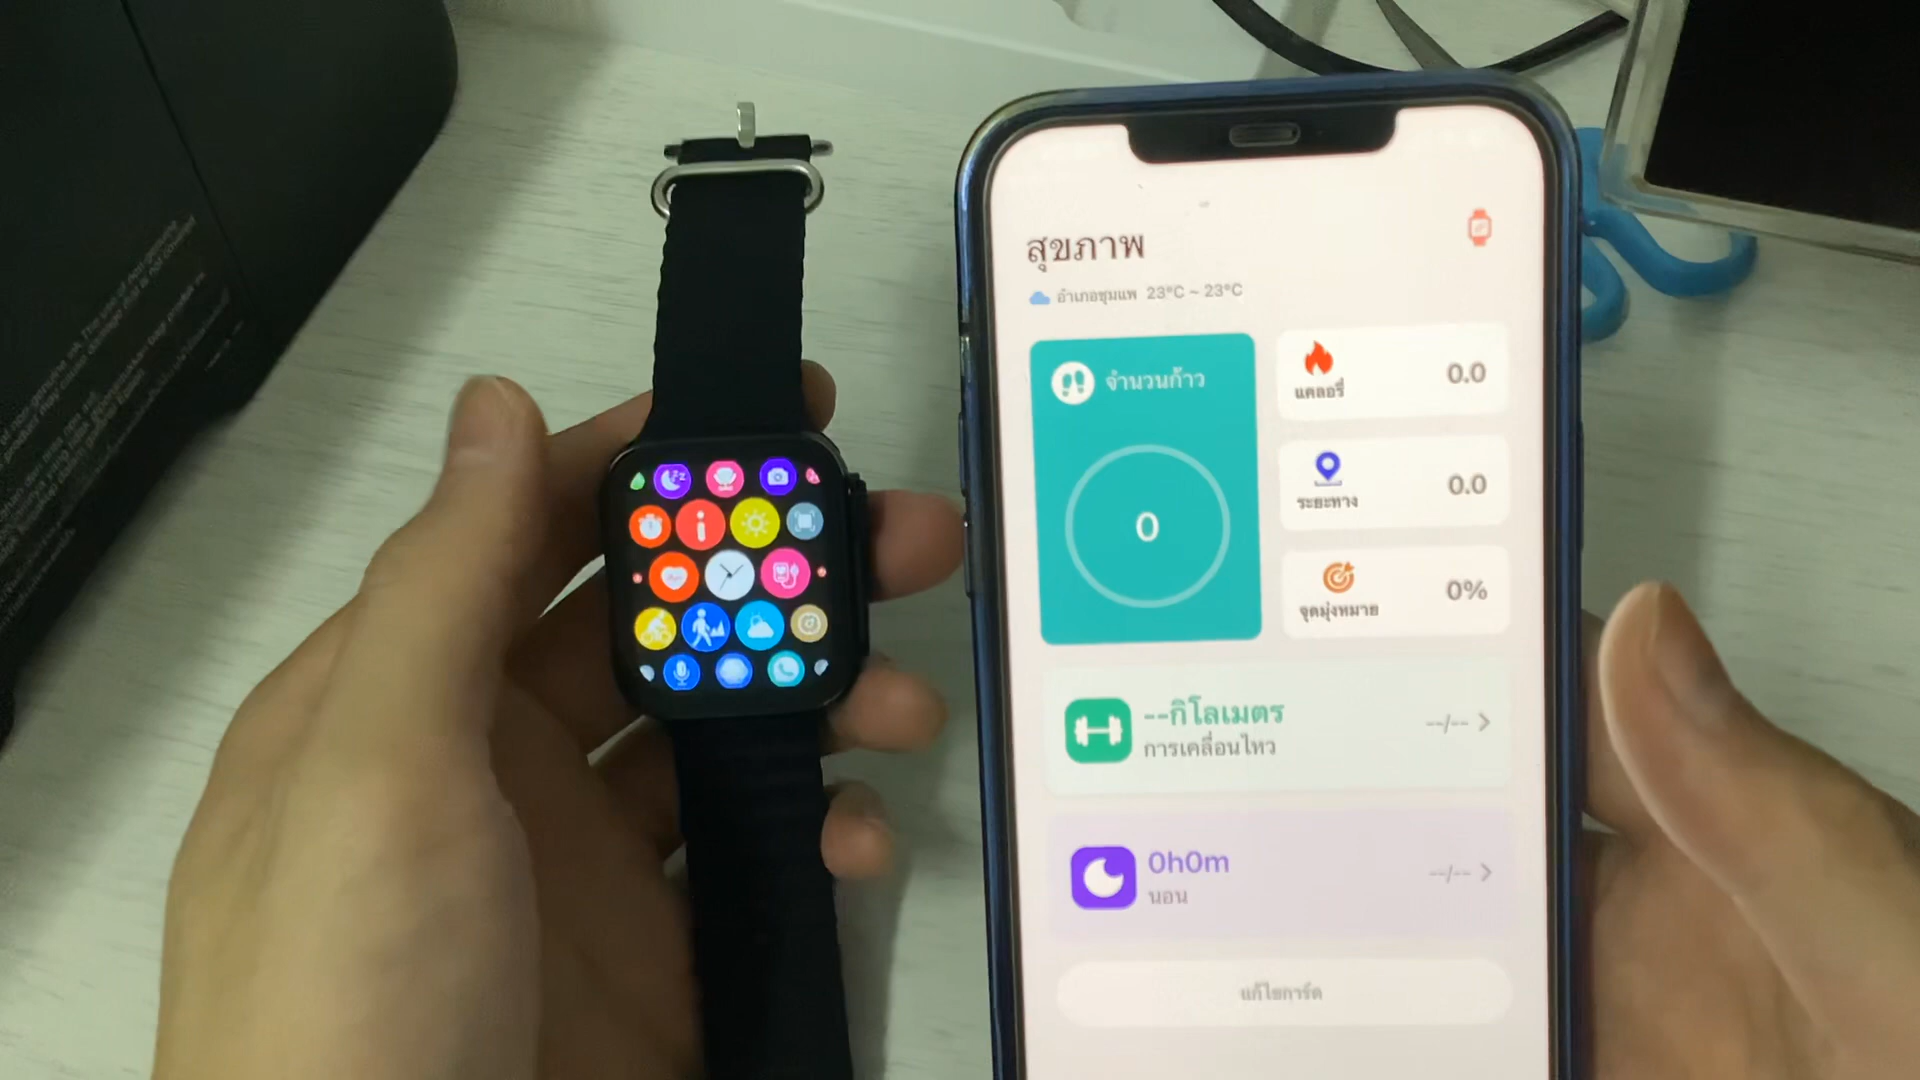 สุขภาพ
อำเภอชุมแพ 23°C ~ 23°C
จำนวนก้าว
0
แคลอรี่
0.0
ระยะทาง
0.0
จุดมุ่งหมาย
0%
--กิโลเมตร
การเคลื่อนไหว
--/--
0h0m
นอน
--/--
แก้ไขการ์ด